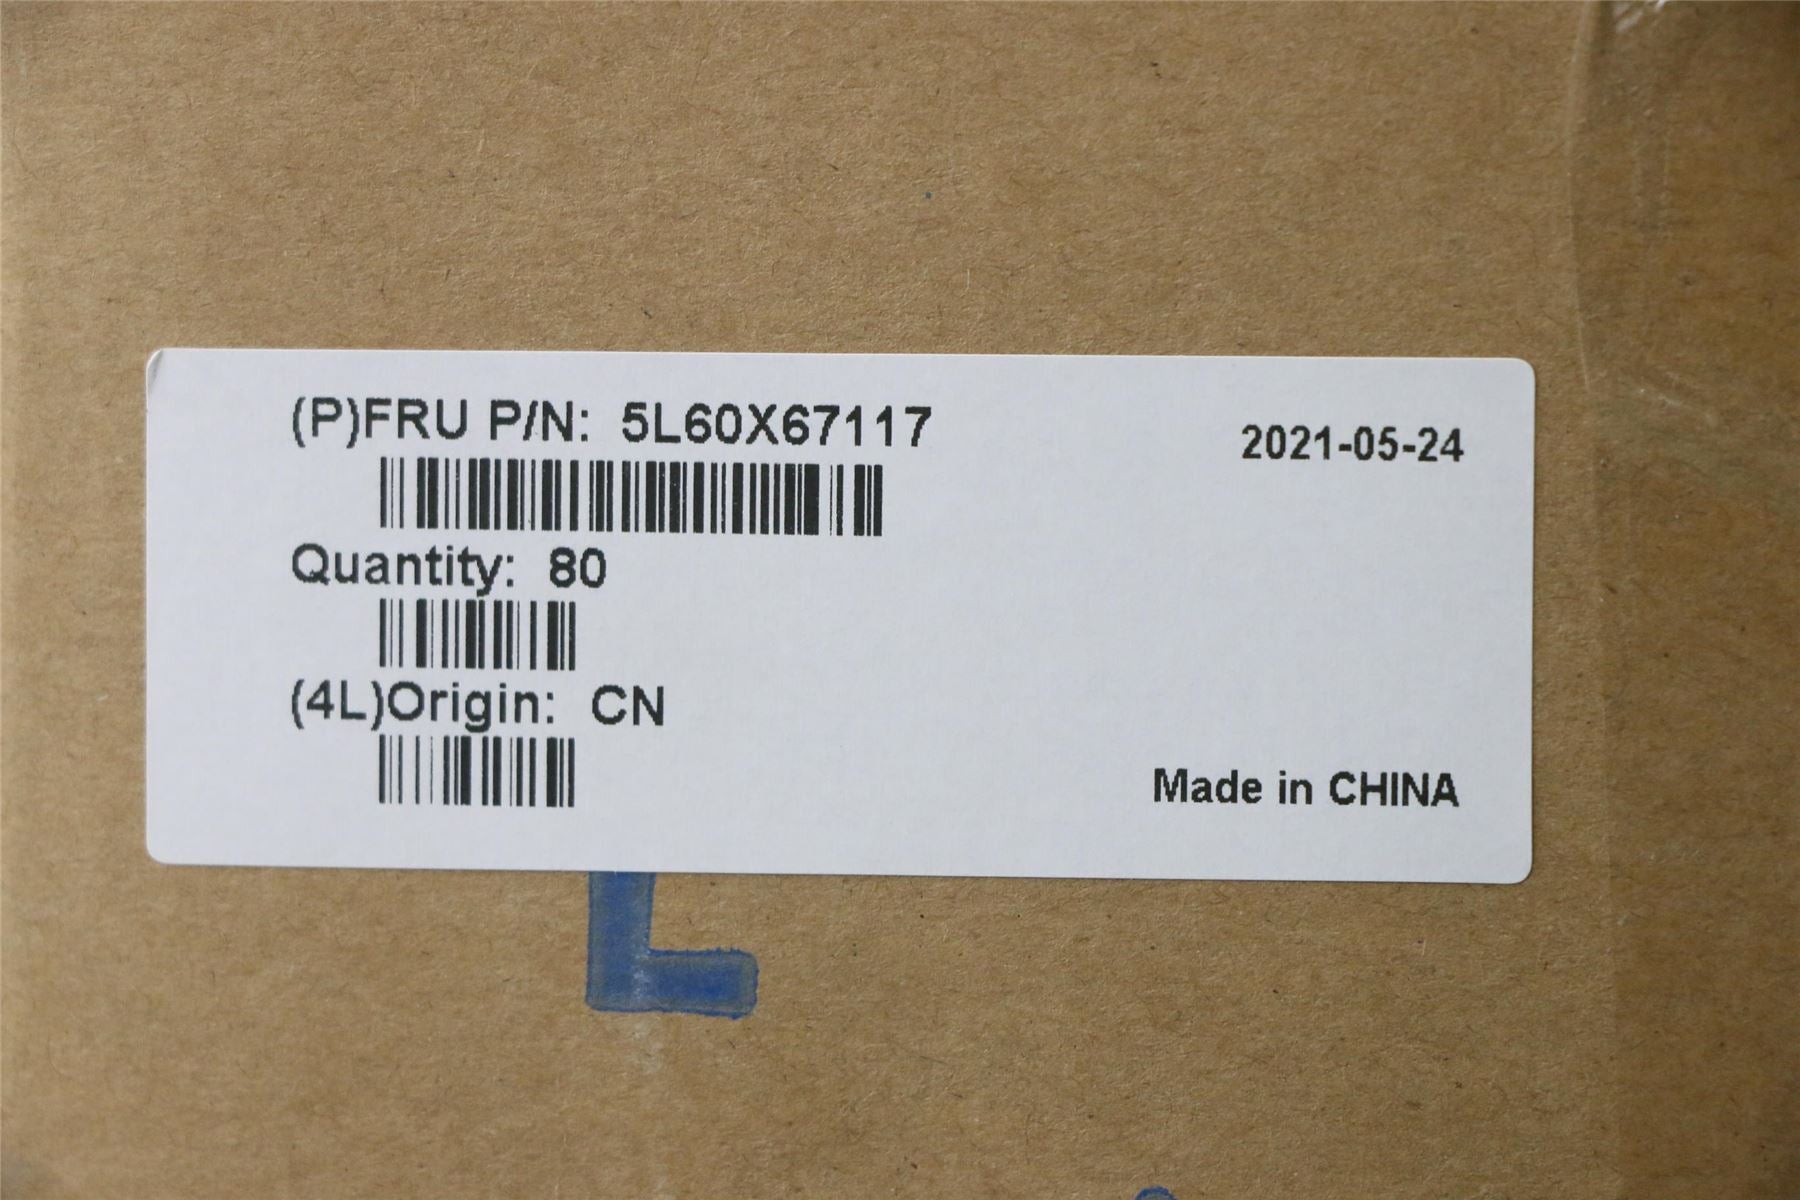 (P)FRU P/N: 5L60X67117
2021-05-24
Quantity: 80
(4L)Origin: CN
Made in CHINA
L